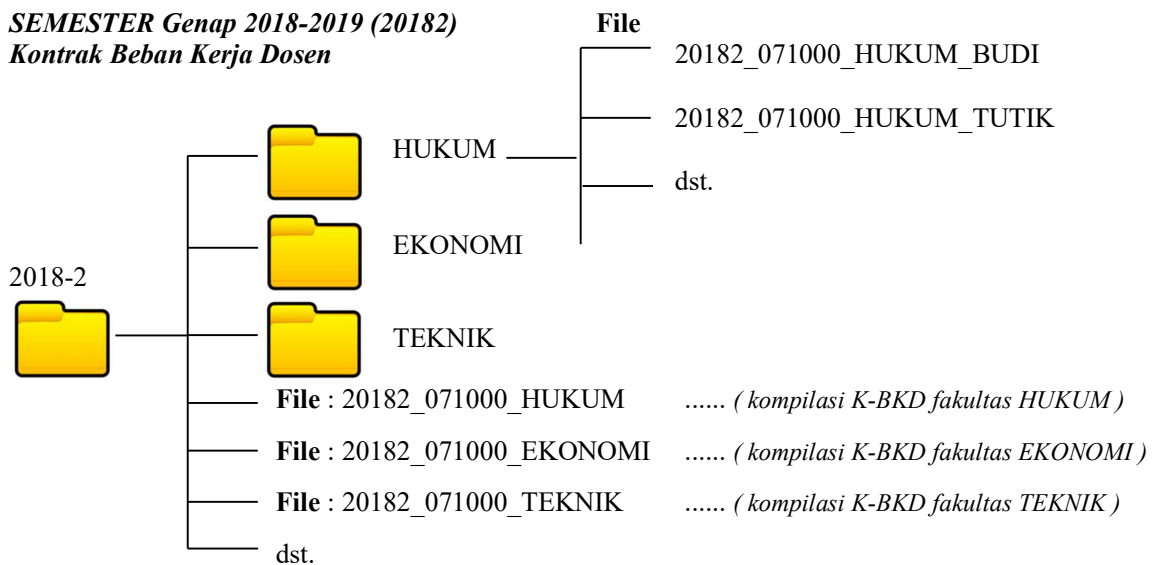 SEMESTER Genap 2018-2019 (20182)
Kontrak Beban Kerja Dosen
File
20182_071000_HUKUM_BUDI
20182_071000_HUKUM_TUTIK
dst.
HUKUM
EKONOMI
2018-2
TEKNIK
File : 20182_071000_HUKUM ...... ( kompilasi K-BKD fakultas HUKUM )
File : 20182_071000_EKONOMI ...... ( kompilasi K-BKD fakultas EKONOMI )
File : 20182_071000_TEKNIK ...... ( kompilasi K-BKD fakultas TEKNIK )
dst.